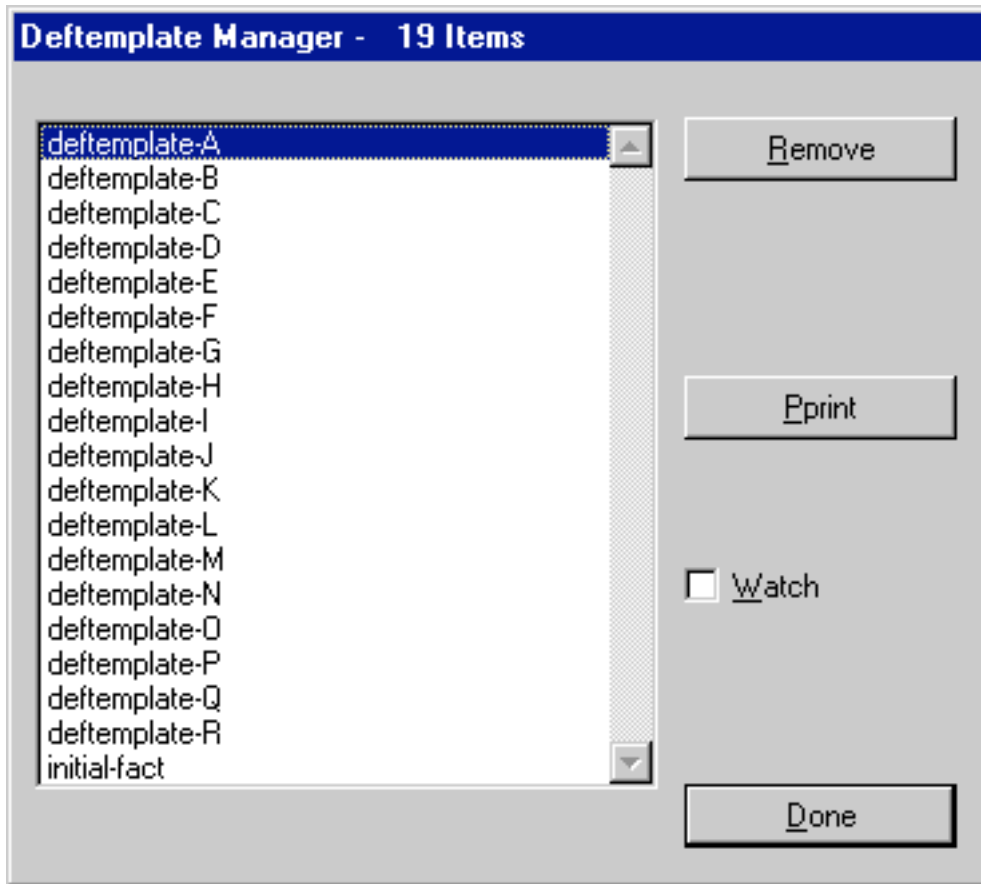 Deftemplate Manager - 19 Items
deftemplate-A
deftemplate-B
deftemplate-C
deftemplate-D
deftemplate-E
deftemplate-F
deftemplate-G
deftemplate-H
deftemplate-I
deftemplate-J
deftemplate-K
deftemplate-L
deftemplate-M
deftemplate-N
deftemplate-O
deftemplate-P
deftemplate-Q
deftemplate-R
initial-fact
Remove
Pprint
Watch
Done